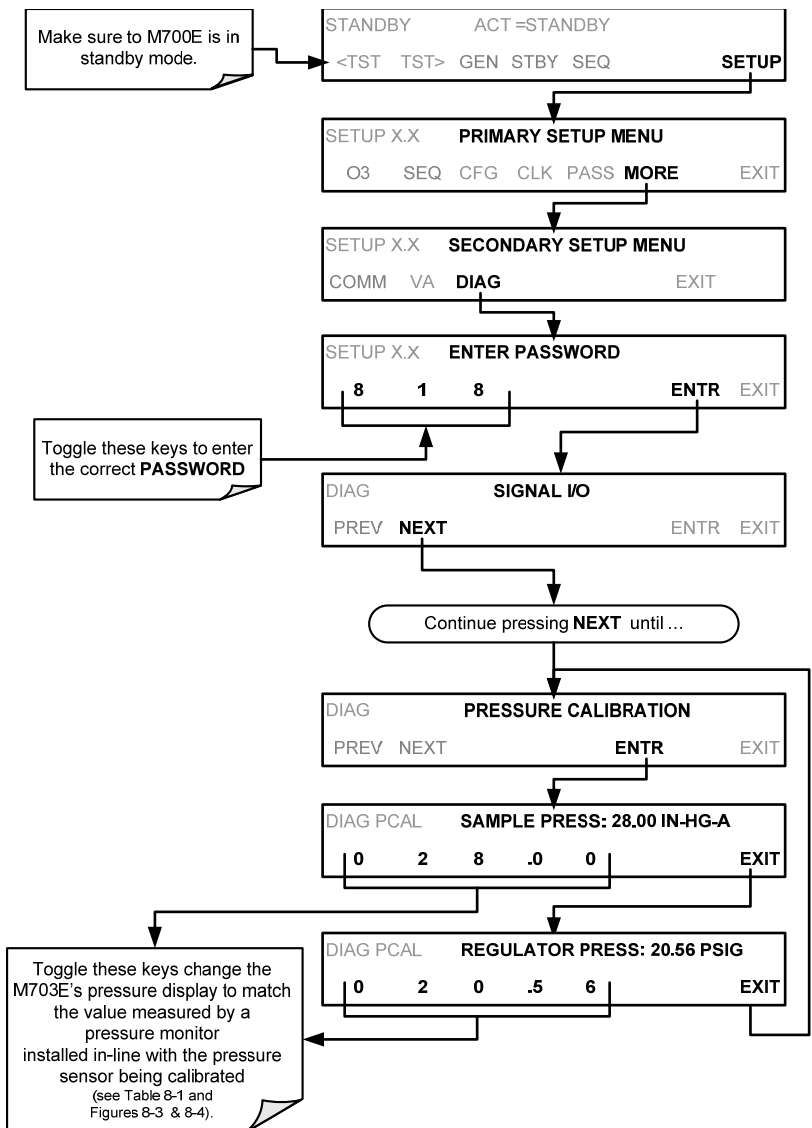 Make sure to M700E is in
standby mode.
STANDBY ACT =STANDBY
<TST TST> GEN STBY SEQ SETUP
SETUP X.X PRIMARY SETUP MENU
O3 SEQ CFG CLK PASS MORE EXIT
SETUP X.X SECONDARY SETUP MENU
COMM VA DIAG EXIT
SETUP X.X ENTER PASSWORD
8 1 8 ENTR EXIT
Toggle these keys to enter
the correct PASSWORD
DIAG SIGNAL I/O
PREV NEXT ENTR EXIT
Continue pressing NEXT until ...
DIAG PRESSURE CALIBRATION
PREV NEXT ENTR EXIT
DIAG PCAL SAMPLE PRESS: 28.00 IN-HG-A
0 2 8 .0 0 EXIT
DIAG PCAL REGULATOR PRESS: 20.56 PSIG
0 2 0 .5 6 EXIT
Toggle these keys change the
M703E's pressure display to match
the value measured by a
pressure monitor
installed in-line with the pressure
sensor being calibrated
(see Table 8-1 and
Figures 8-3 & 8-4).